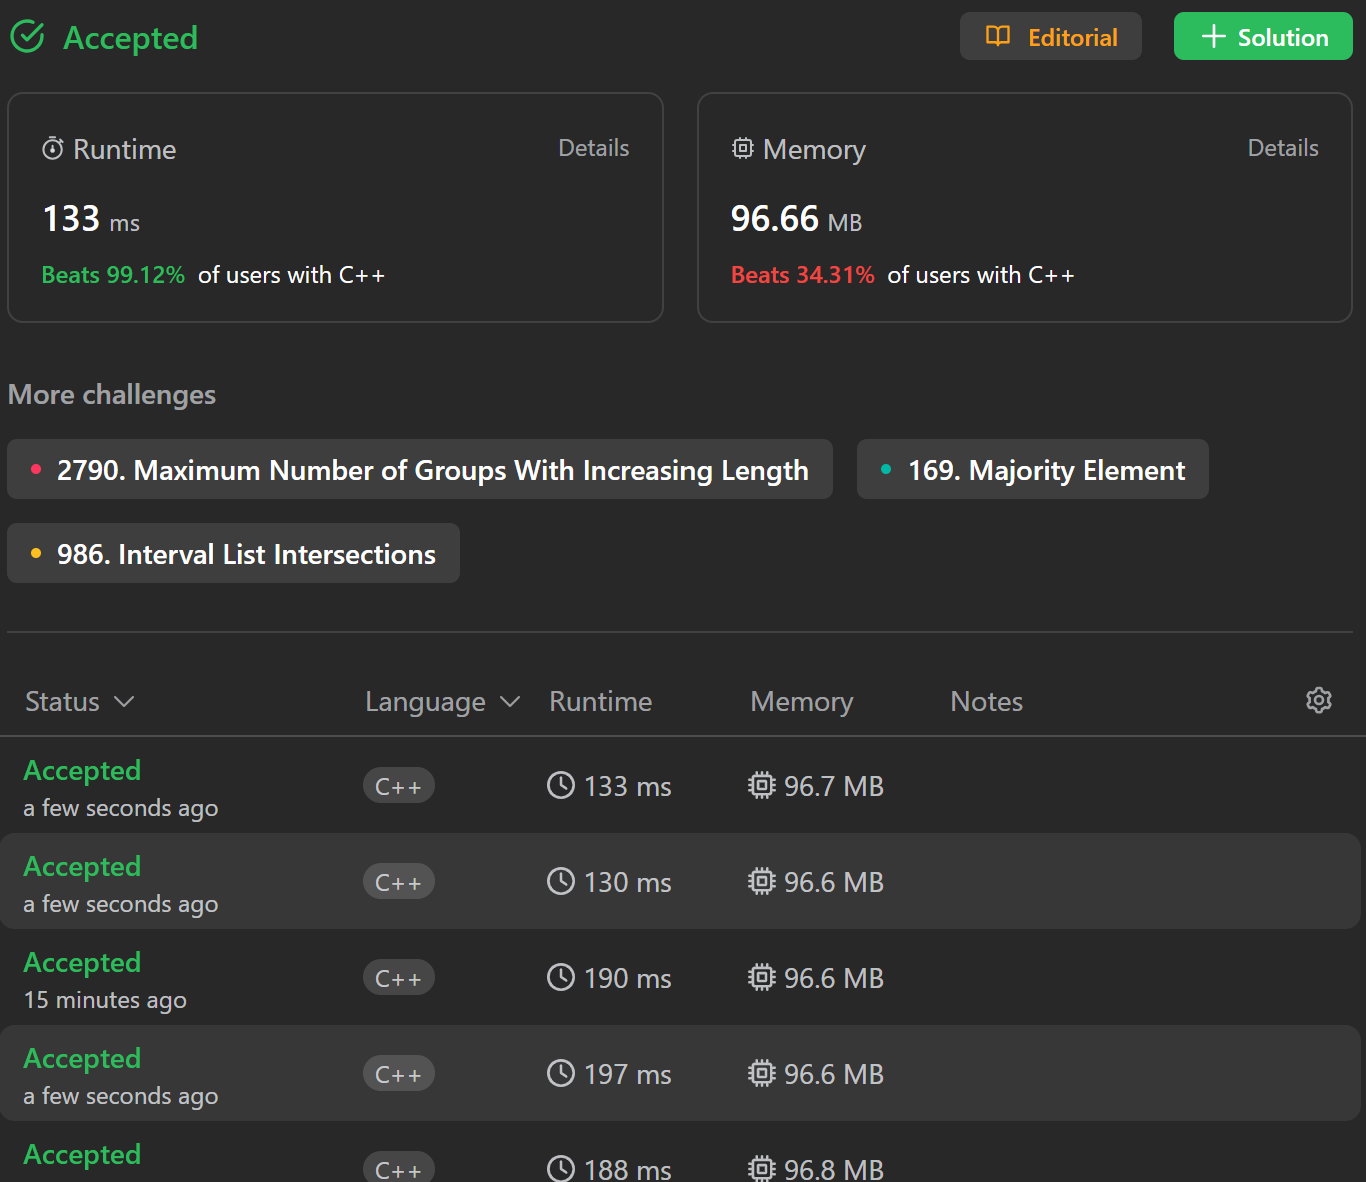 Accepted
Editorial
Solution
Runtime
Details
133 ms
Beats 99.12% of users with C++
Memory
Details
96.66 MB
Beats 34.31% of users with C++
More challenges
2790. Maximum Number of Groups With Increasing Length
169. Majority Element
986. Interval List Intersections
Status Language Runtime Memory Notes
Accepted
a few seconds ago
C++ 133 ms 96.7 MB
Accepted
a few seconds ago
C++ 130 ms 96.6 MB
Accepted
15 minutes ago
C++ 190 ms 96.6 MB
Accepted
a few seconds ago
C++ 197 ms 96.6 MB
Accepted
C++ 188 ms 96.8 MB